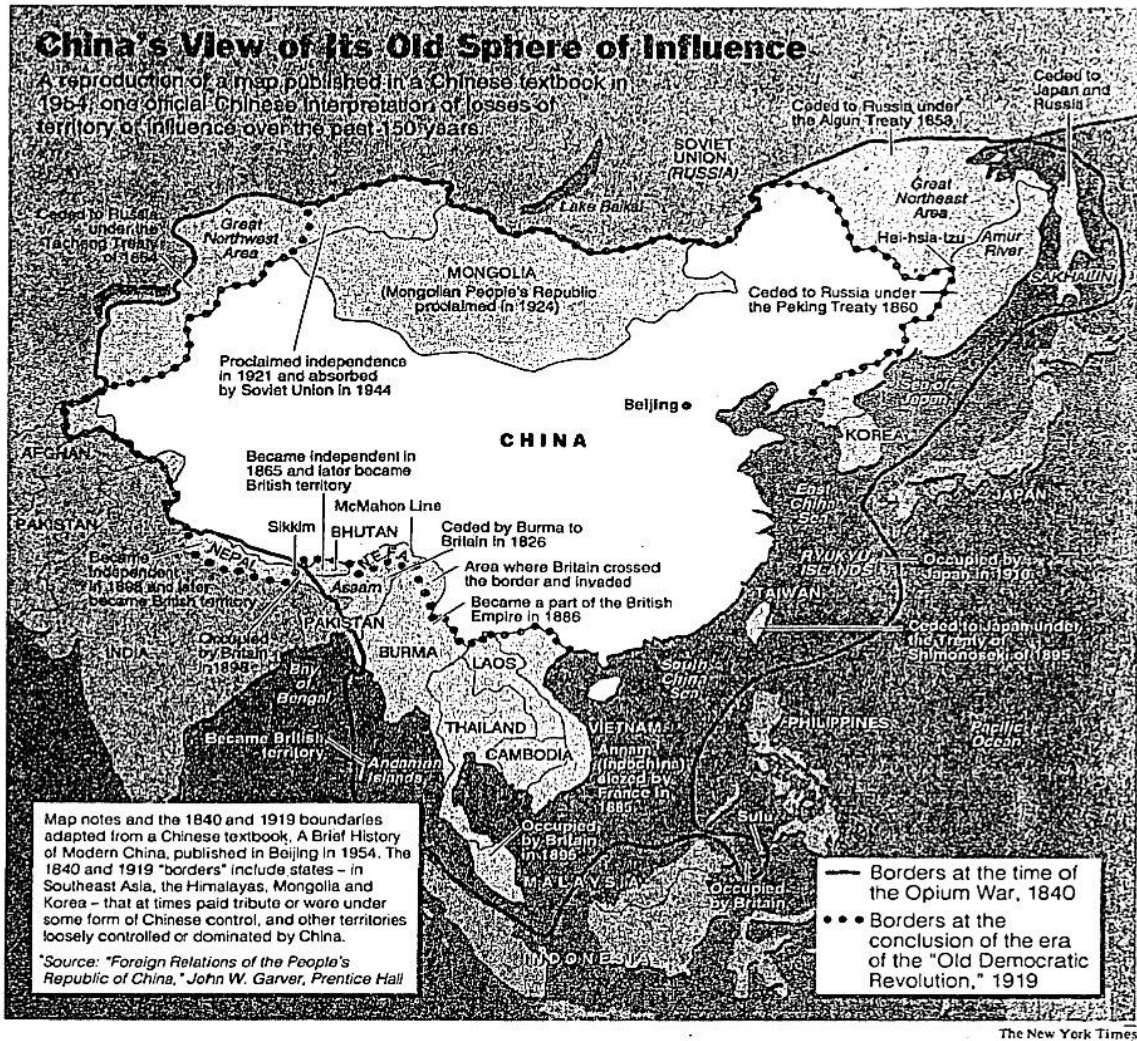 China's View of Its Old Sphere of Influence
A reproduction of a map published in a Chinese textbook in
1954, one official Chinese interpretation of losses of
territory or influence over the past 150 years.
Ceded to
Japan and
Russia
Ceded to Russia under
the Algun Treaty 1858
SOVIET
UNION
(RUSSIA)
Lake Baikal
Great
Northeast
Area
Hei-hsia-tzu
Amur
River
SAKHALIN
Ceded to Russia
under the
Tacheng Treaty
of 1864
Great
Northwest
Area
MONGOLIA
(Mongolian People's Republic
proclaimed in 1924)
Ceded to Russia under
the Peking Treaty 1860
Proclaimed independence
in 1921 and absorbed
by Soviet Union in 1944
Beijing
Sea of
Japan
KOREA
CHINA
AFGHAN.
Became independent in
1865 and later became
British territory
McMahon Line
Sikkim
BHUTAN
Ceded by Burma to
Britain in 1826
East
China
Sea
JAPAN
PAKISTAN
NEPAL
N.E.F.A.
Assam
Area where Britain crossed
the border and invaded
RYUKYU
ISLANDS
Occupied by
Japan in 1910
Became
independent
in 1898 and later
became British territory
PAKISTAN
Became a part of the British
Empire in 1886
TAIWAN
Ceded to Japan under
the Treaty of
Shimonoseki of 1895
Occupied
by Britain
in 1898
INDIA
BURMA
LAOS
Bay
of
Bengal
South
China
Sea
THAILAND
VIETNAM
PHILIPPINES
Pacific
Ocean
Became British
territory
Andaman
Islands
CAMBODIA
Annam
(Indochina)
seized by
France in
1885
Occupied
by Britain
in 1895
Sulu
MALAYSIA
Occupied
by Britain
INDONESIA
Map notes and the 1840 and 1919 boundaries
adapted from a Chinese textbook, A Brief History
of Modern China, published in Beijing in 1954. The
1840 and 1919 "borders" include states – in
Southeast Asia, the Himalayas, Mongolia and
Korea – that at times paid tribute or were under
some form of Chinese control, and other territories
loosely controlled or dominated by China.
*Source: "Foreign Relations of the People's
Republic of China," John W. Garver, Prentice Hall
Borders at the time of
the Opium War, 1840
Borders at the
conclusion of the era
of the "Old Democratic
Revolution," 1919
The New York Times